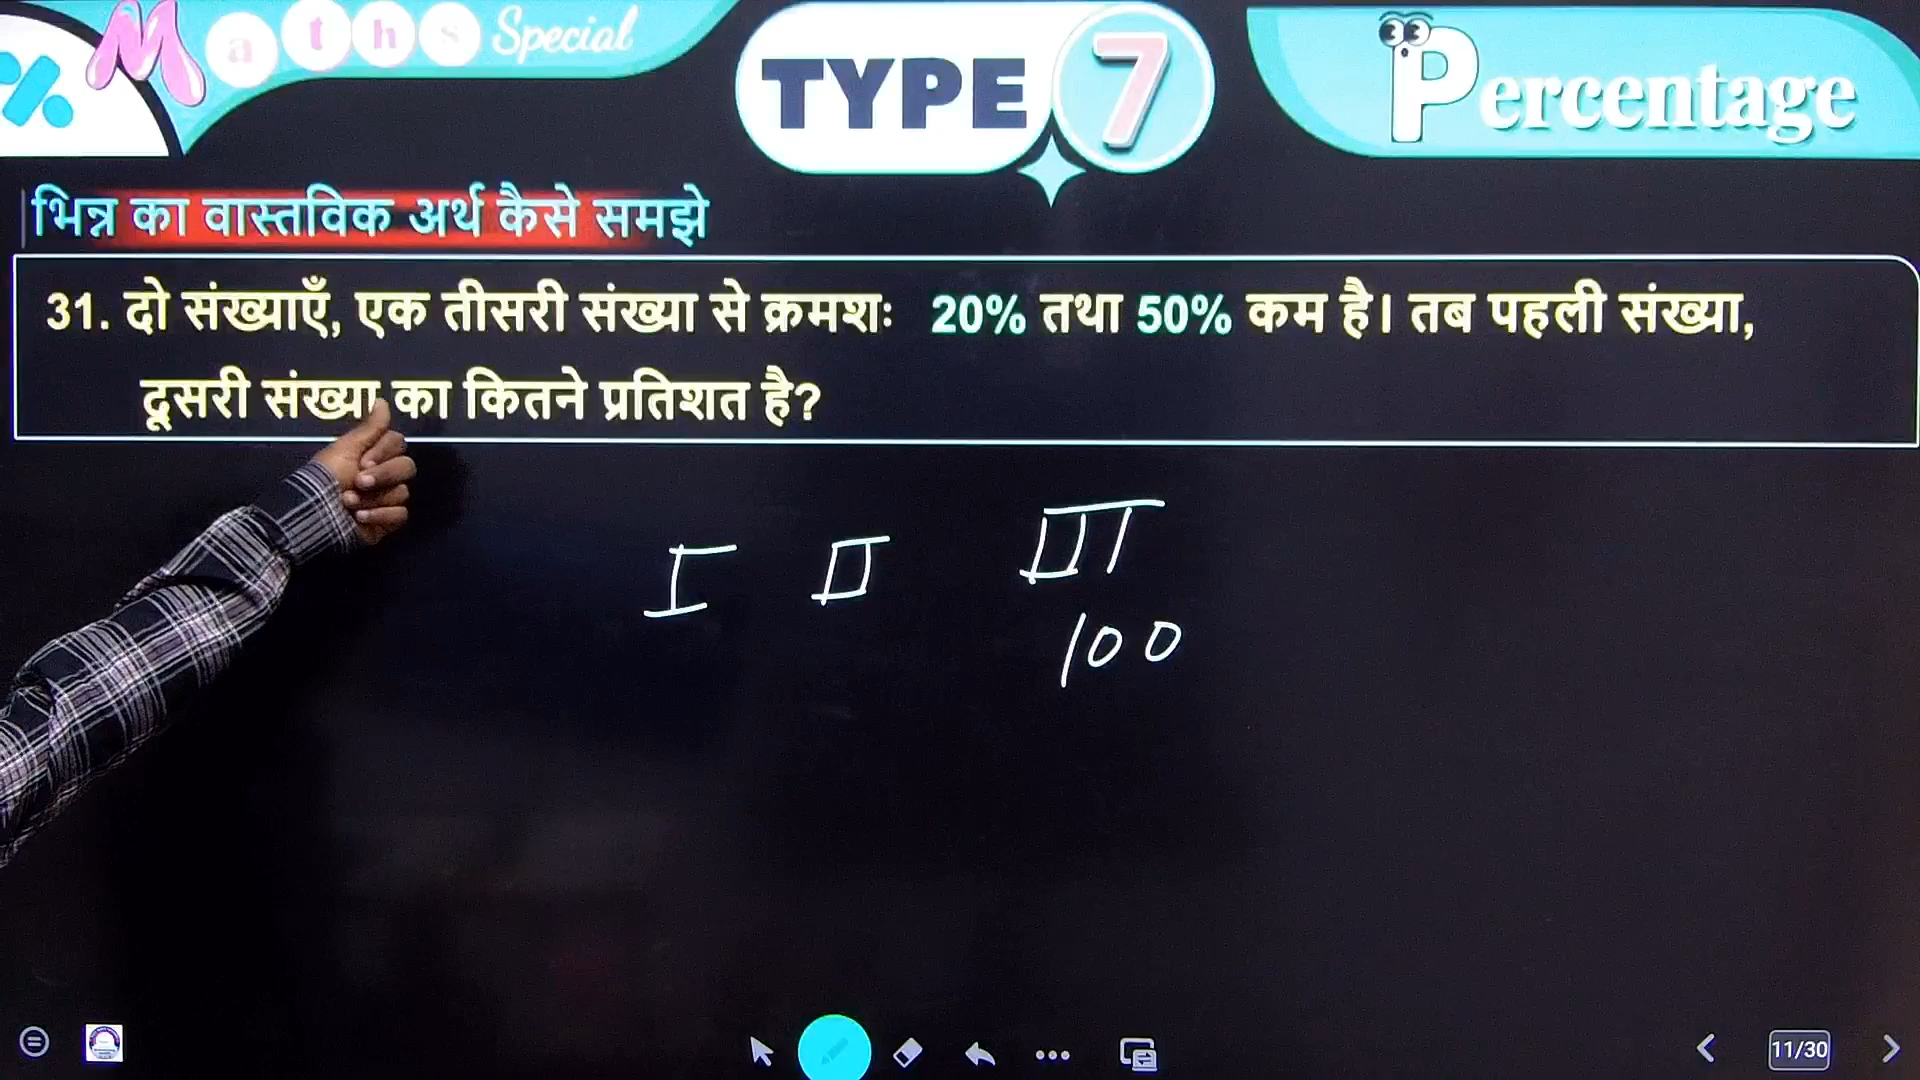 % Maths Special
TYPE 7
Percentage
भिन्न का वास्तविक अर्थ कैसे समझे
31. दो संख्याएँ, एक तीसरी संख्या से क्रमशः 20% तथा 50% कम है। तब पहली संख्या,
दूसरी संख्या का कितने प्रतिशत है?
I II III
100
11/30